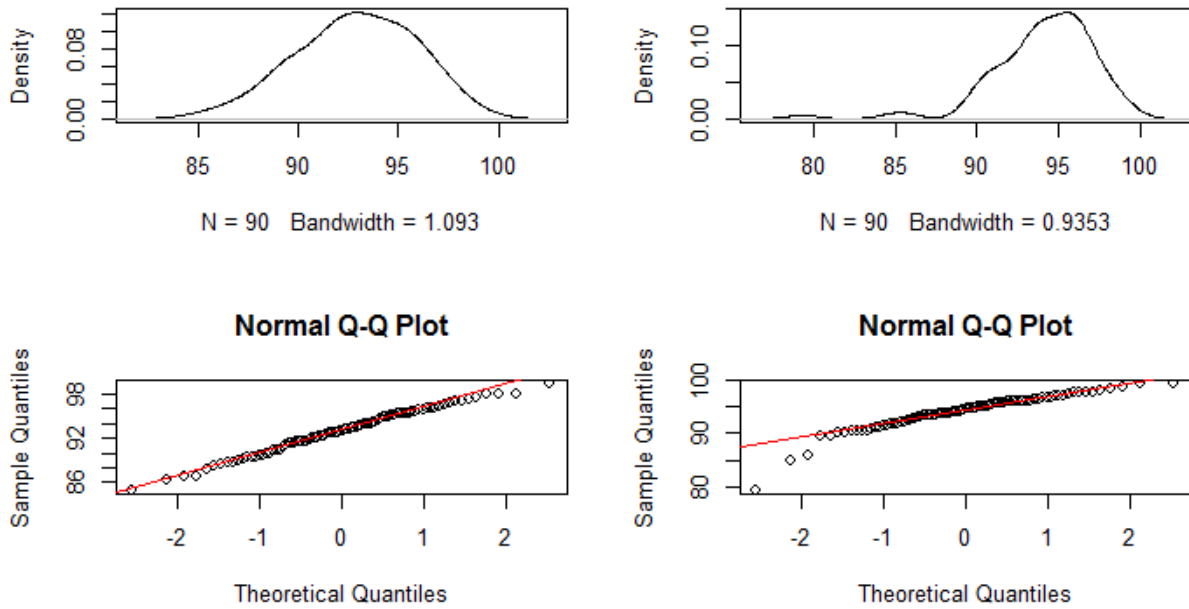 Density
0.00
0.08
85
90
95
100
N = 90 Bandwidth = 1.093
Density
0.00
0.10
80
85
90
95
100
N = 90 Bandwidth = 0.9353
Normal Q-Q Plot
Sample Quantiles
86
92
98
-2
-1
0
1
2
Theoretical Quantiles
Normal Q-Q Plot
Sample Quantiles
80
90
100
-2
-1
0
1
2
Theoretical Quantiles